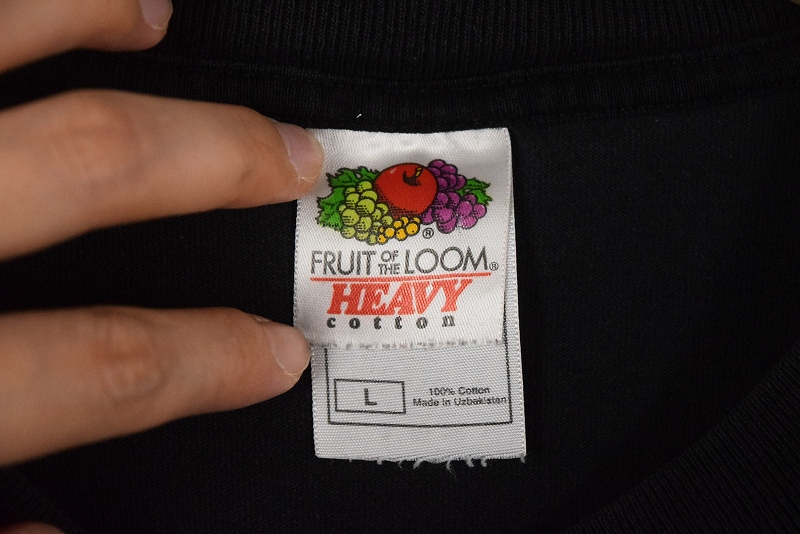 ®
FRUIT OF THE LOOM®
HEAVY
cotton
L
100% Cotton
Made in Uzbekistan